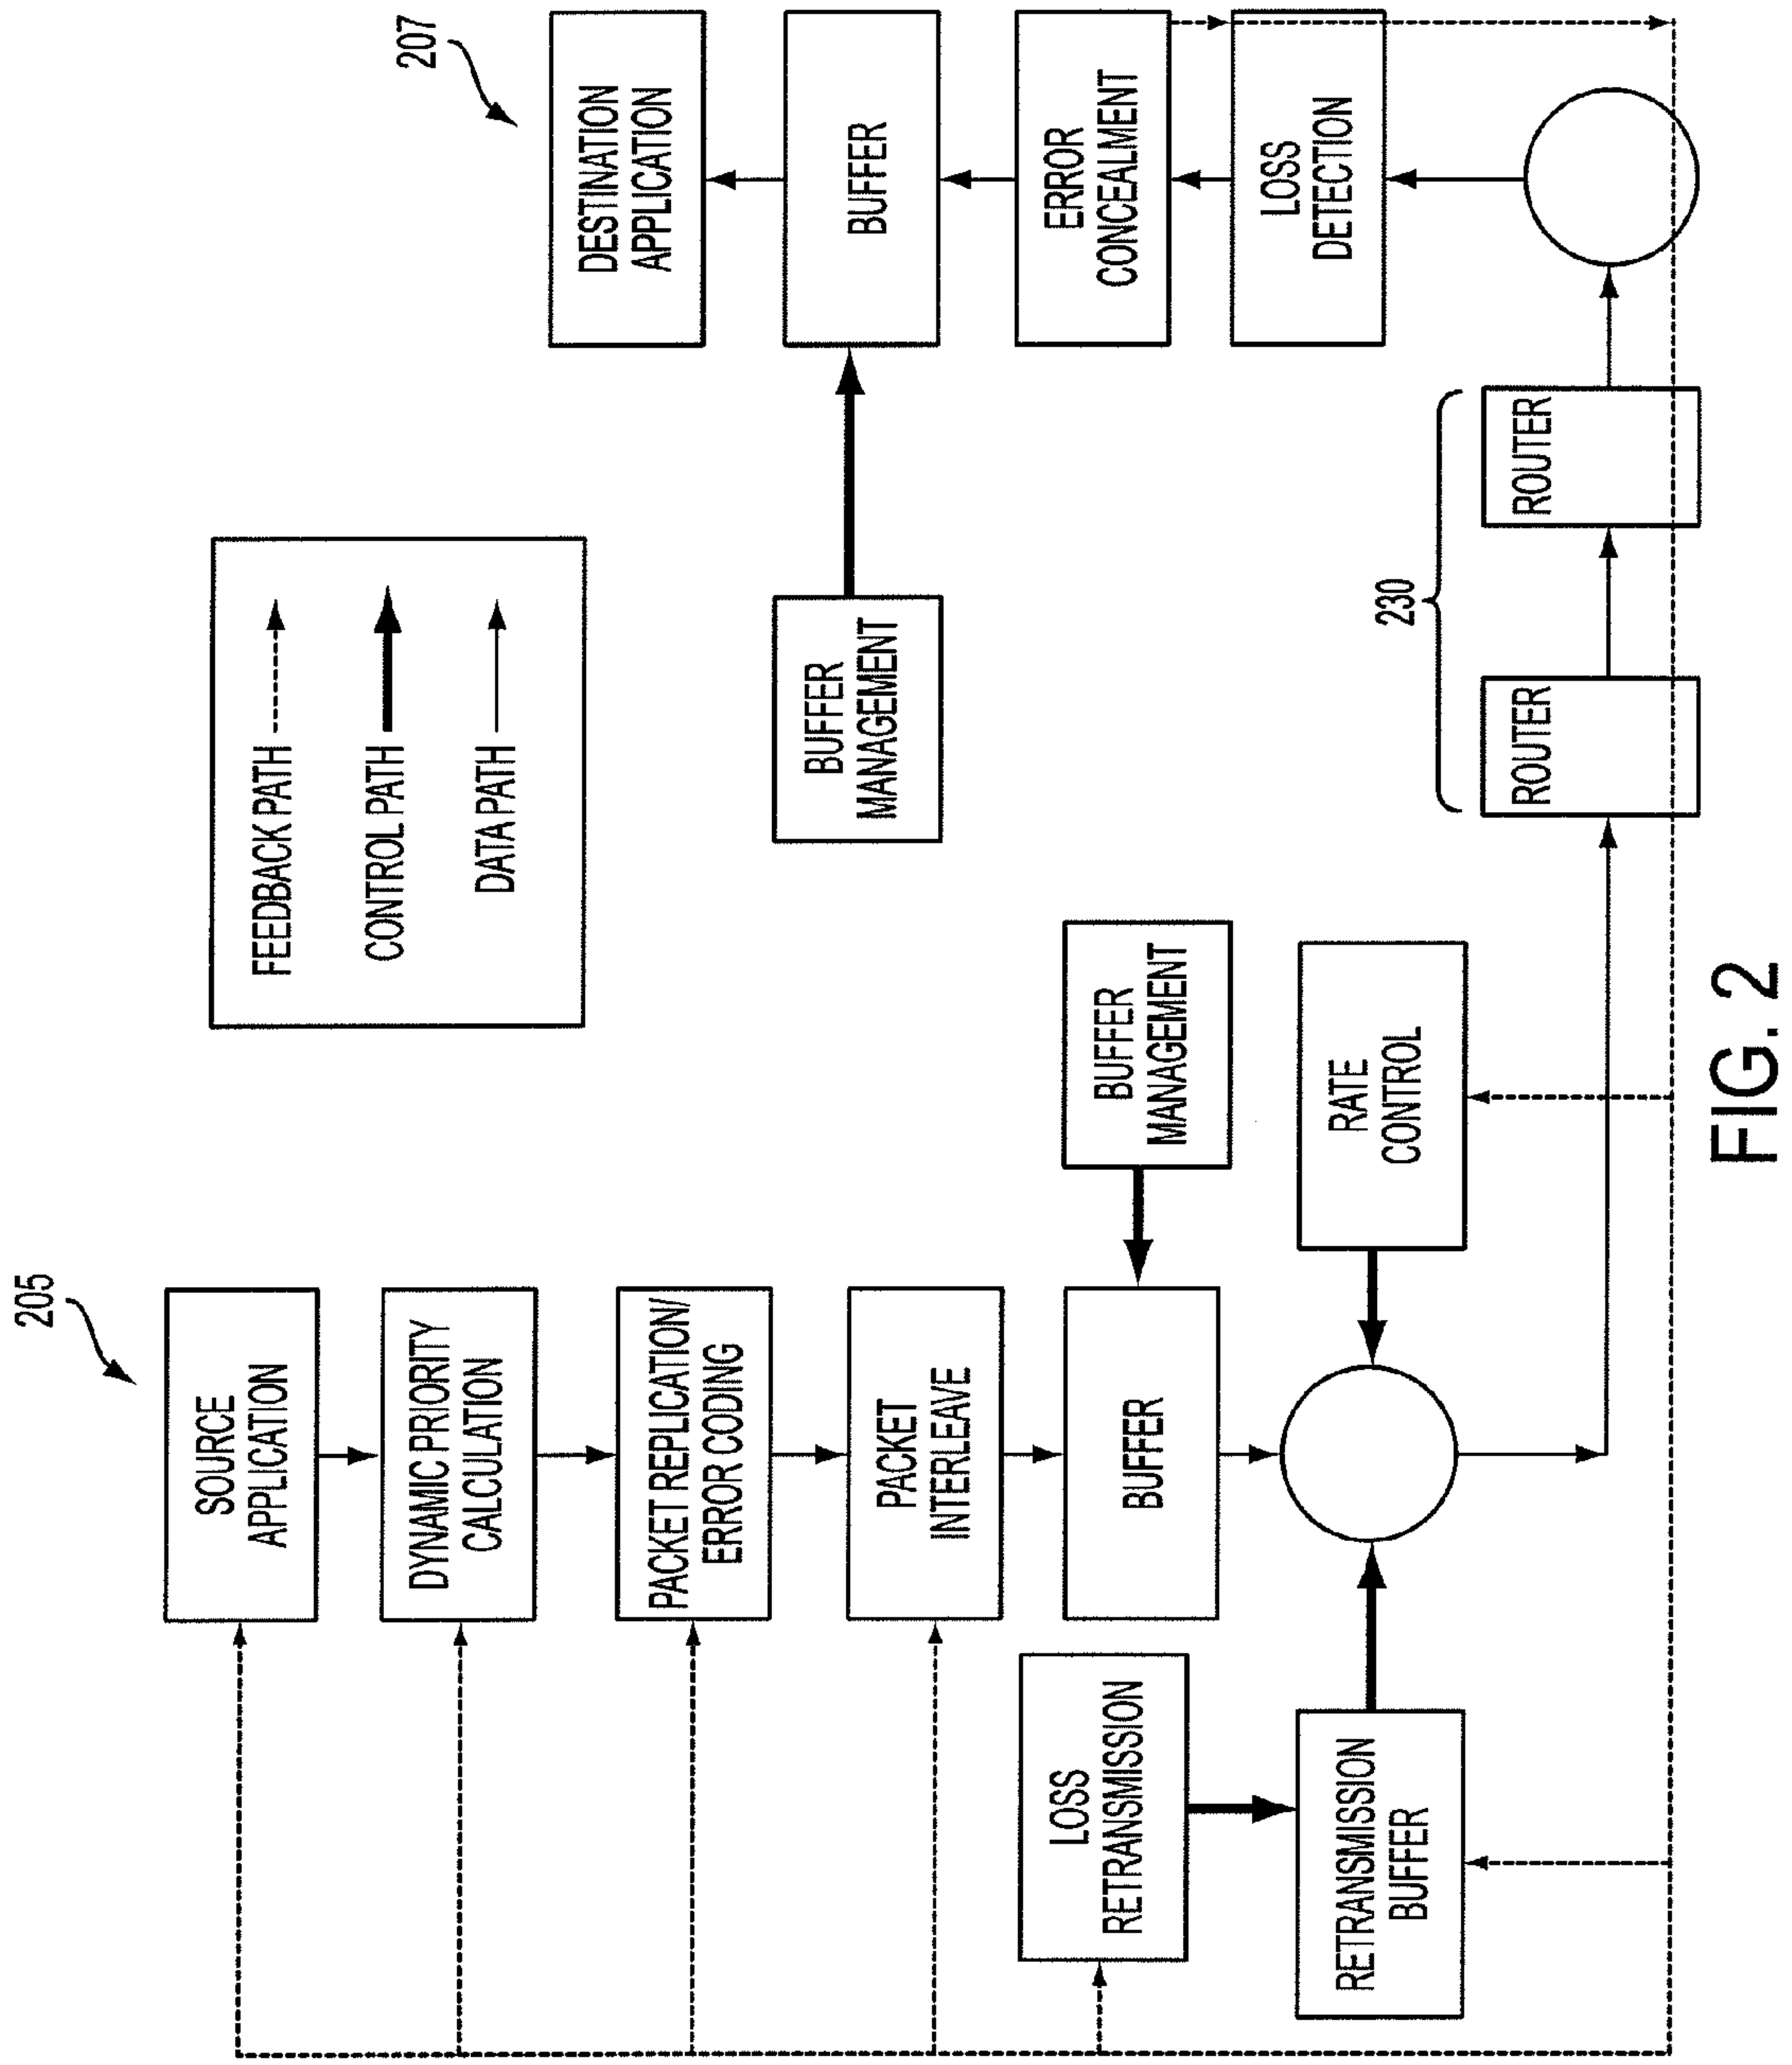 205
SOURCE
APPLICATION
DYNAMIC PRIORITY
CALCULATION
PACKET REPLICATION/
ERROR CODING
PACKET
INTERLEAVE
BUFFER
BUFFER
MANAGEMENT
LOSS
RETRANSMISSION
RETRANSMISSION
BUFFER
RATE
CONTROL
FEEDBACK PATH
CONTROL PATH
DATA PATH
207
DESTINATION
APPLICATION
BUFFER
BUFFER
MANAGEMENT
ERROR
CONCEALMENT
LOSS
DETECTION
230
ROUTER
ROUTER
FIG. 2